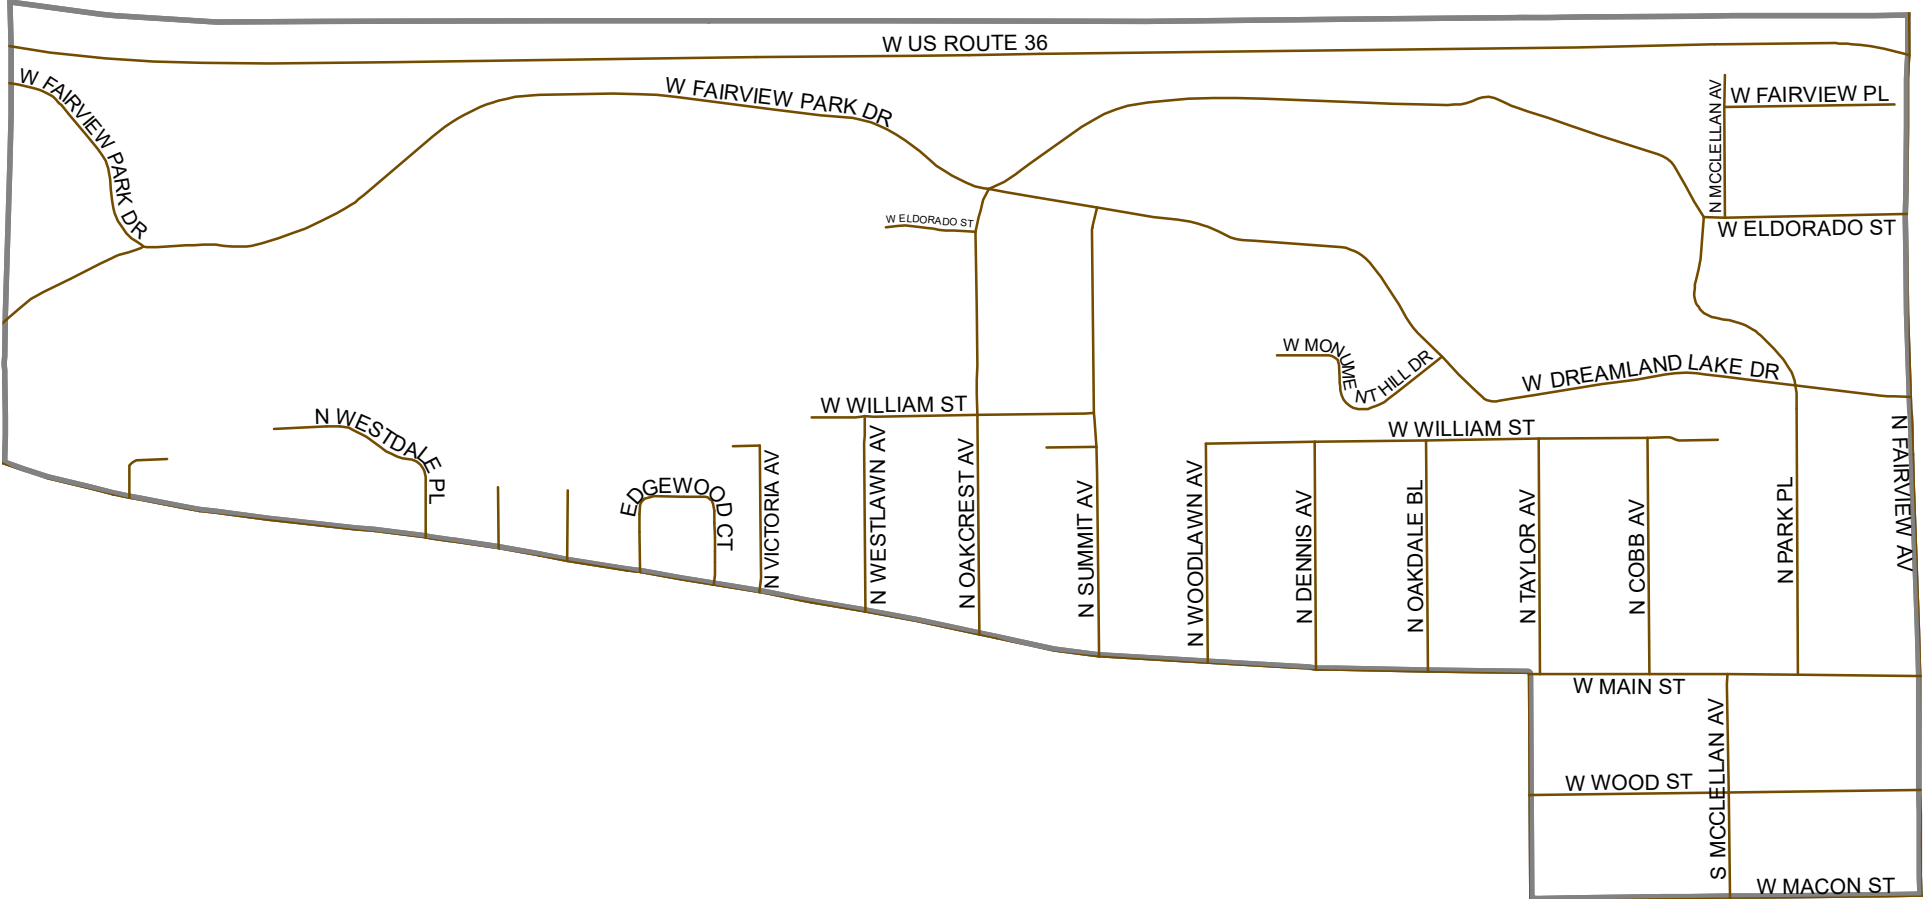 W US ROUTE 36
W FAIRVIEW PARK DR
W FAIRVIEW PARK DR
N MCCLELLAN AV
W FAIRVIEW PL
W ELDORADO ST
W ELDORADO ST
W MONUMENT HILL DR
W DREAMLAND LAKE DR
W WILLIAM ST
N WESTDALE PL
W WILLIAM ST
N FAIRVIEW AV
EDGEWOOD CT
N VICTORIA AV
N WESTLAWN AV
N OAKCREST AV
N SUMMIT AV
N WOODLAWN AV
N DENNIS AV
N OAKDALE BL
N TAYLOR AV
N COBB AV
N PARK PL
W MAIN ST
S MCCLELLAN AV
W WOOD ST
W MACON ST